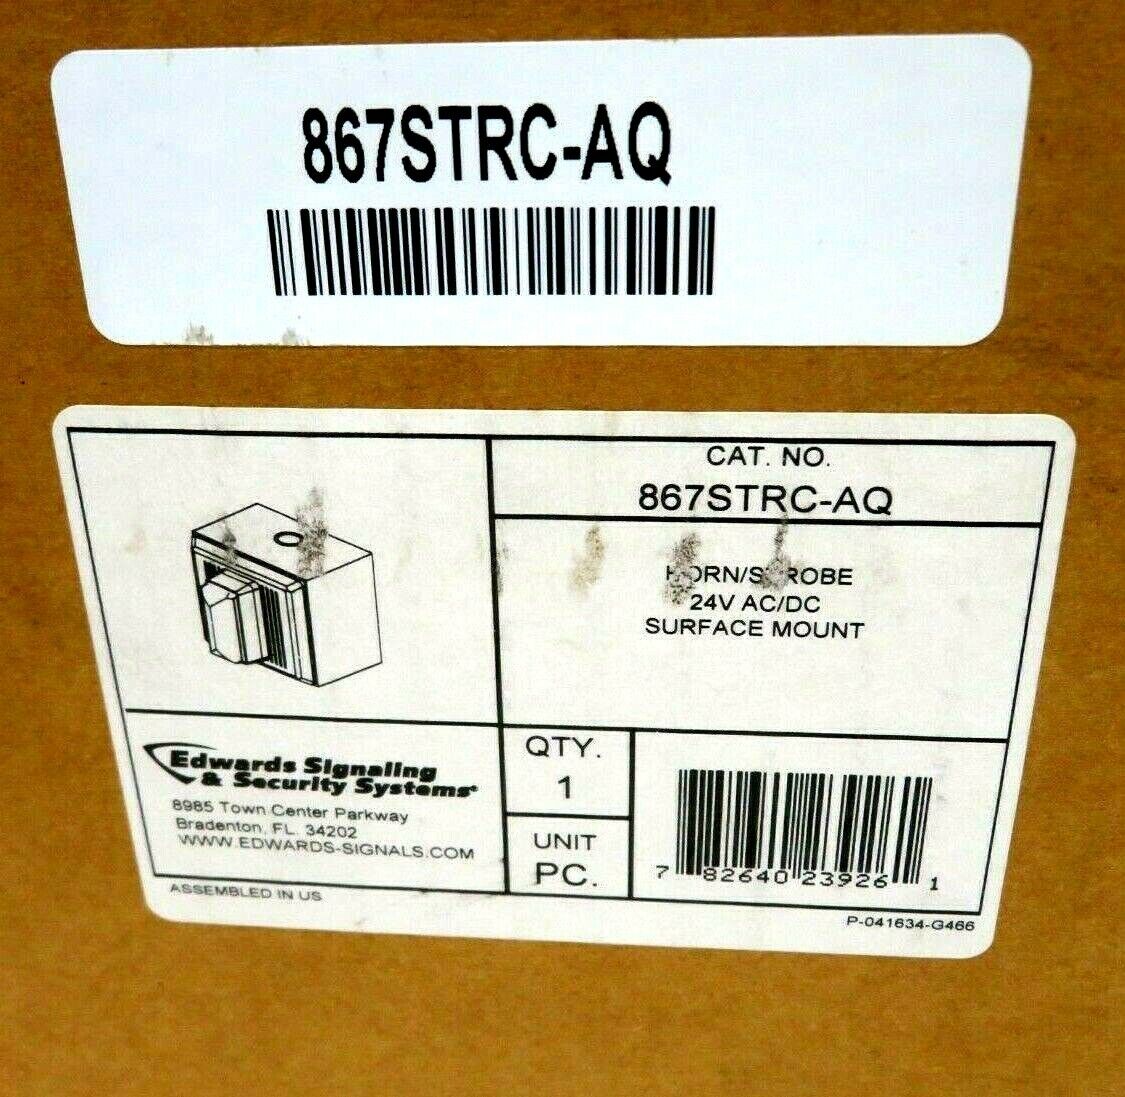 867STRC-AQ
CAT. NO.
867STRC-AQ
HORN/STROBE
24V AC/DC
SURFACE MOUNT
Edwards Signaling
& Security Systems®
8985 Town Center Parkway
Bradenton, FL. 34202
WWW.EDWARDS-SIGNALS.COM
ASSEMBLED IN US
QTY.
1
UNIT
PC.
7 82640 23926 1
P-041634-G466